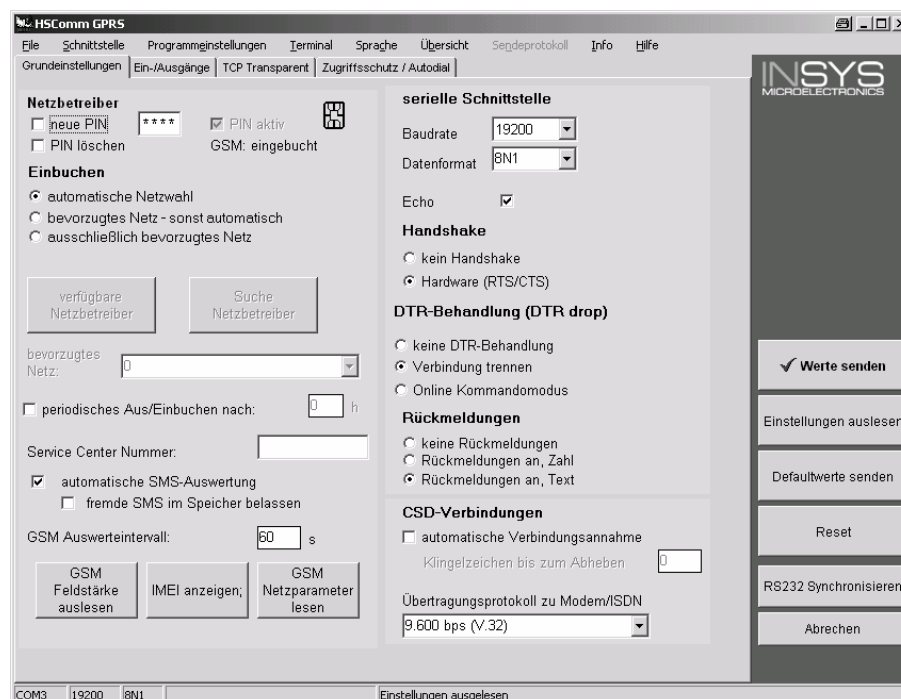 HSComm GPRS
File Schnittstelle Programmeinstellungen Terminal Sprache Übersicht Sendeprotokoll Info Hilfe
Grundeinstellungen Ein-/Ausgänge TCP Transparent Zugriffsschutz / Autodial
INSYS
MICROELECTRONICS
Netzbetreiber
neue PIN **** PIN aktiv
PIN löschen GSM: eingebucht
Einbuchen
automatische Netzwahl
bevorzugtes Netz - sonst automatisch
ausschließlich bevorzugtes Netz
verfügbare
Netzbetreiber
Suche
Netzbetreiber
bevorzugtes
Netz: 0
periodisches Aus/Einbuchen nach: 0 h
Service Center Nummer:
automatische SMS-Auswertung
fremde SMS im Speicher belassen
GSM Auswerteintervall: 60 s
GSM
Feldstärke
auslesen
IMEI anzeigen;
GSM
Netzparameter
lesen
serielle Schnittstelle
Baudrate 19200
Datenformat 8N1
Echo
Handshake
kein Handshake
Hardware (RTS/CTS)
DTR-Behandlung (DTR drop)
keine DTR-Behandlung
Verbindung trennen
Online Kommandomodus
Rückmeldungen
keine Rückmeldungen
Rückmeldungen an, Zahl
Rückmeldungen an, Text
CSD-Verbindungen
automatische Verbindungsannahme
Klingelzeichen bis zum Abheben 0
Übertragungsprotokoll zu Modem/ISDN
9.600 bps (V.32)
Werte senden
Einstellungen auslesen
Defaultwerte senden
Reset
RS232 Synchronisieren
Abrechen
COM3 19200 8N1 Einstellungen ausgelesen